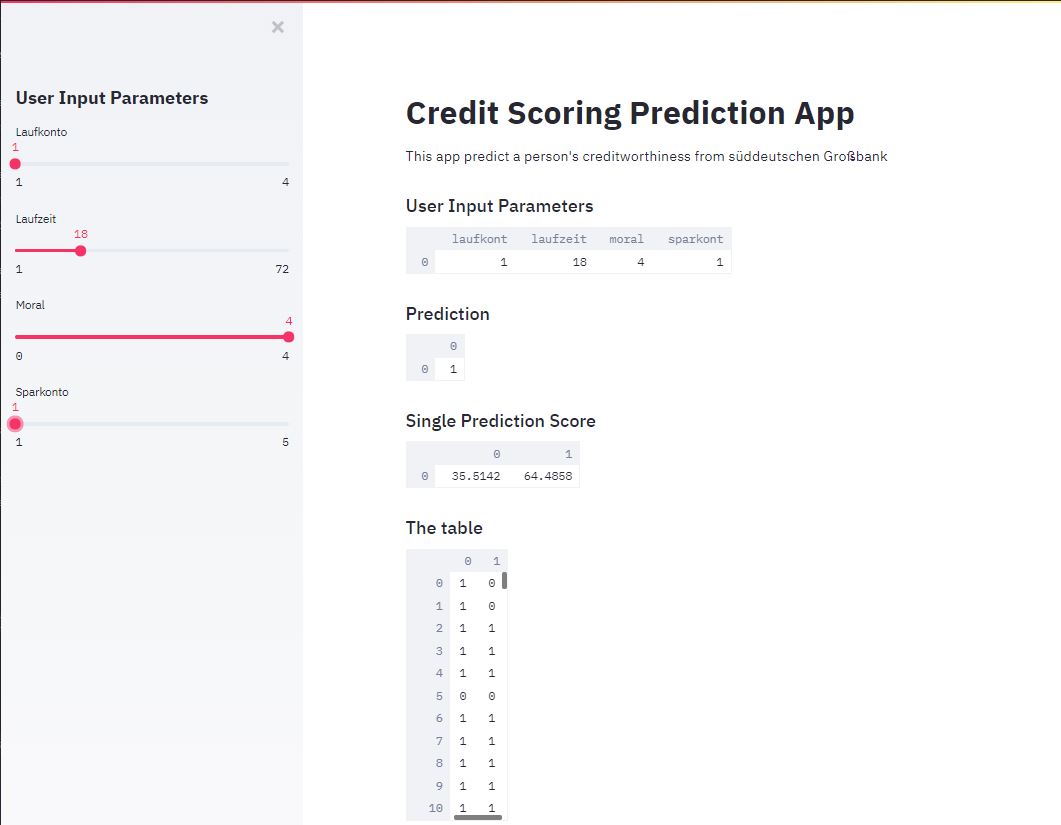 ×
User Input Parameters
Laufkonto
1
1 4
Laufzeit
18
1 72
Moral
4
0 4
Sparkonto
1
1 5
Credit Scoring Prediction App
This app predict a person's creditworthiness from süddeutschen Großbank
User Input Parameters
laufkont laufzeit moral sparkont
0 1 18 4 1
Prediction
0
0 1
Single Prediction Score
0 1
0 35.5142 64.4858
The table
0 1
0 1 0
1 1 0
2 1 1
3 1 1
4 1 1
5 0 0
6 1 1
7 1 1
8 1 1
9 1 1
10 1 1